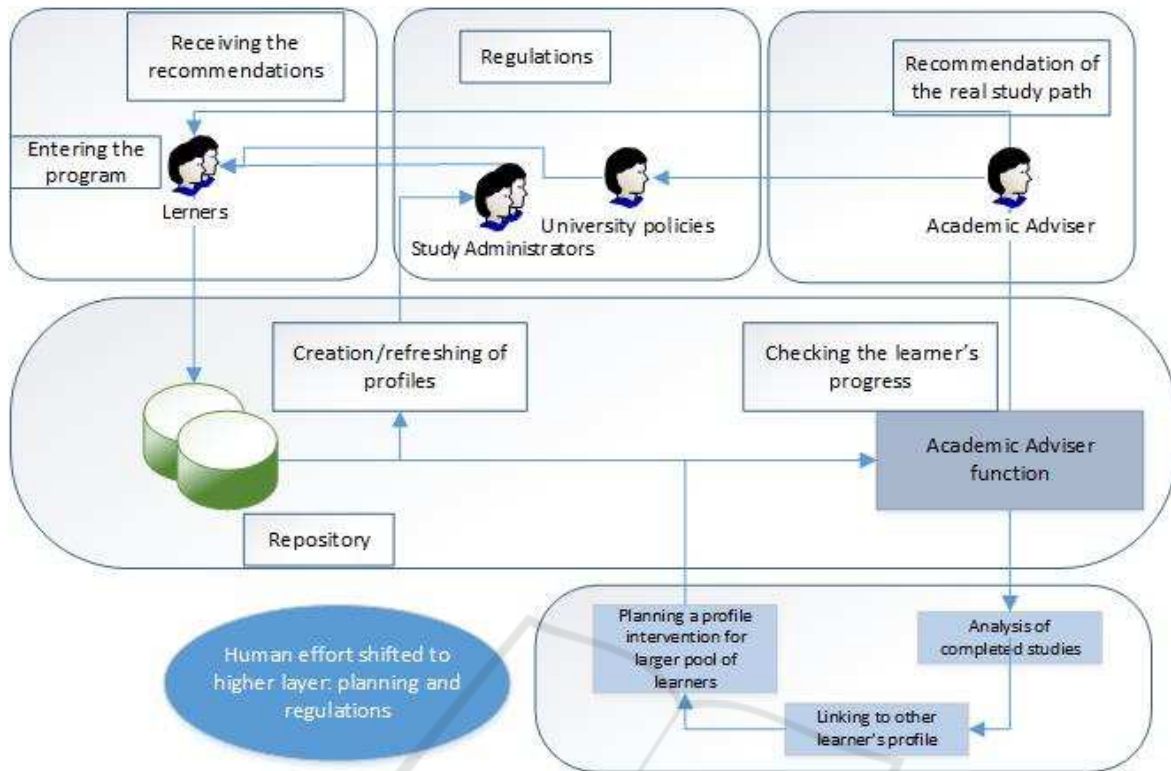 Receiving the
recommendations
Entering the
program
Lerners
Regulations
University policies
Study Administrators
Recommendation of
the real study path
Academic Adviser
Creation/refreshing of
profiles
Checking the learner's
progress
Academic Adviser
function
Repository
Human effort shifted to
higher layer: planning and
regulations
Planning a profile
intervention for
larger pool of
learners
Analysis of
completed studies
Linking to other
learner's profile